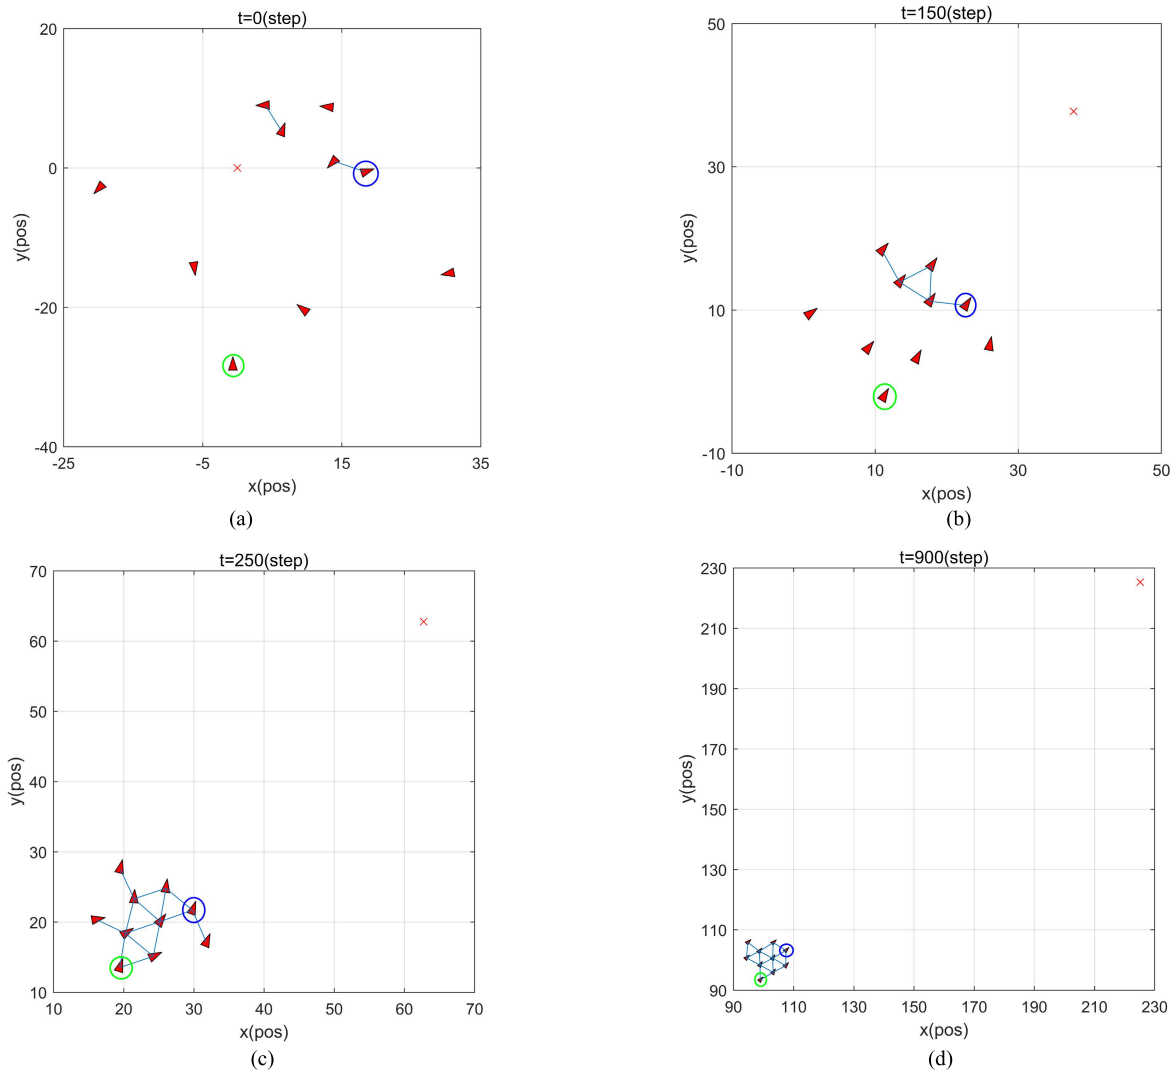 t=0(step)
20
0
-20
-40
y(pos)
-25 -5 15 35
x(pos)
(a)
t=150(step)
50
30
10
-10
y(pos)
-10 10 30 50
x(pos)
(b)
t=250(step)
70
60
50
40
30
20
10
y(pos)
10 20 30 40 50 60 70
x(pos)
(c)
t=900(step)
230
210
190
170
150
130
110
90
y(pos)
90 110 130 150 170 190 210 230
x(pos)
(d)